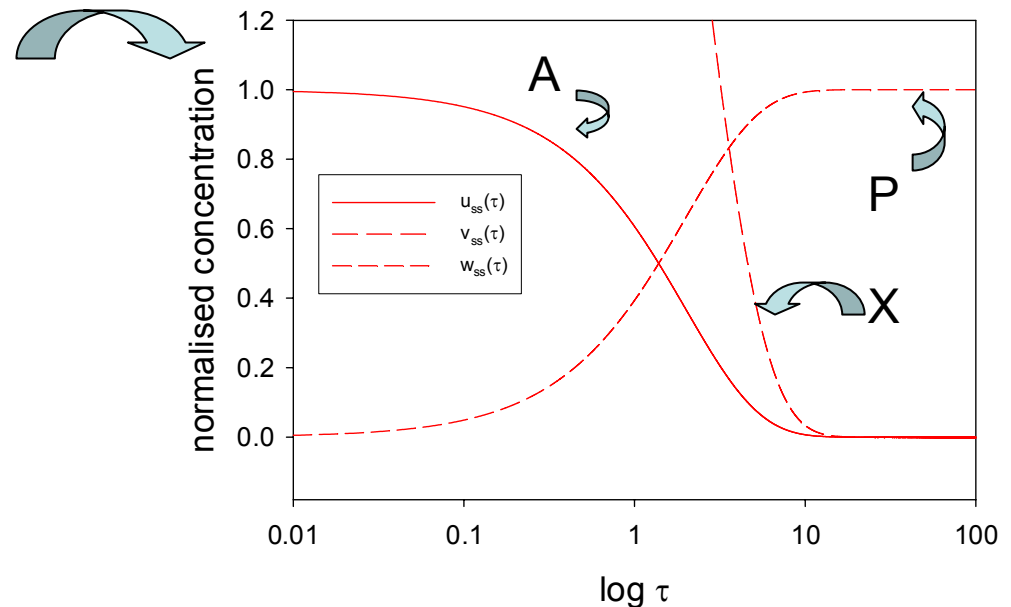 1.2
1.0
0.8
0.6
0.4
0.2
0.0
normalised concentration
A
P
X
u_ss(τ)
v_ss(τ)
w_ss(τ)
0.01 0.1 1 10 100
log τ